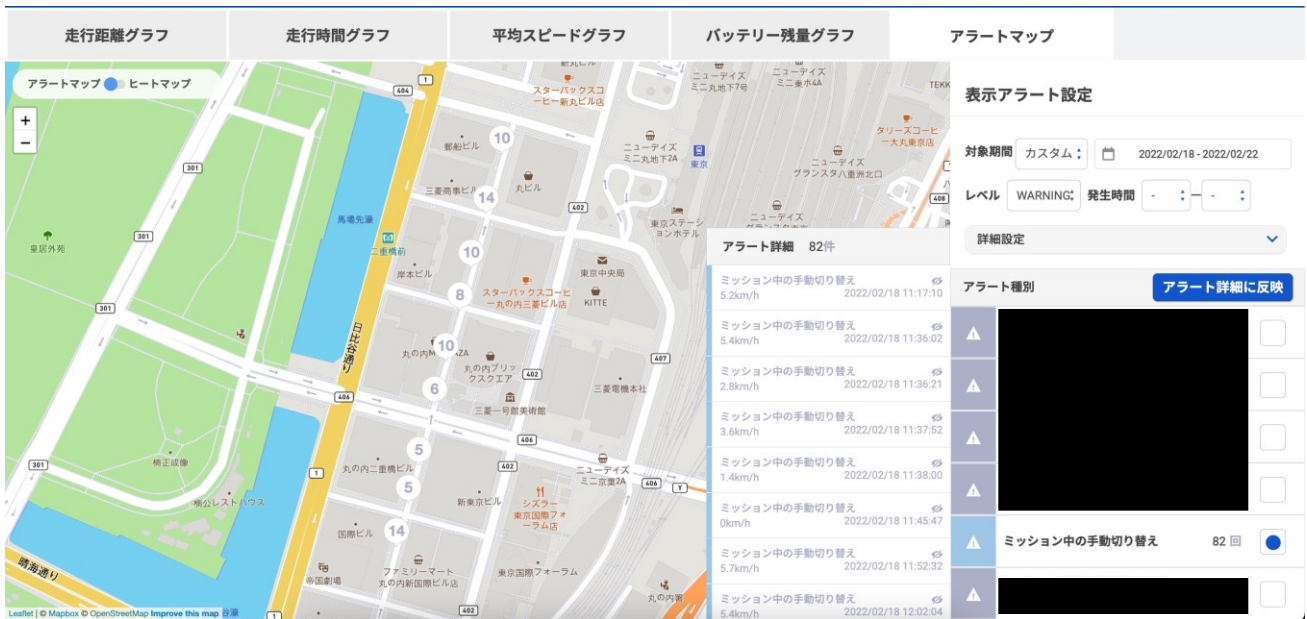 走行距離グラフ
走行時間グラフ
平均スピードグラフ
バッテリー残量グラフ
アラートマップ
アラートマップ ヒートマップ
+
−
404
1
スターバックスコ
ーヒー新丸ビル店
ニューデイズ
ミニ丸地下7号
ニューデイズ
ミニ東ホ4A
TEKK
タリーズコーヒ
ー大丸東京店
郵船ビル
10
ニューデイズ
ミニ丸地下2A
東京
ニューデイズ
グランスタ八重洲北口
301
三菱商事ビル
14
丸ビル
402
408
馬場先濠
東京ステーシ
ョンホテル
ニューデイズ
皇居外苑
301
二重橋前
10
岸本ビル
東京中央局
8
スターバックスコーヒ
ー丸の内三菱ビル店
KITTE
301
日比谷通り
10
丸の内ブリッ
クスクエア
402
407
三菱電機本社
406
6
三菱一号館美術館
406
301
楠正成像
1
5
丸の内二重橋ビル
402
ニューデイズ
ミニ京葉2A
406
Y
楠公レストハウス
5
新東京ビル
シズラー
東京国際フォ
ーラム店
国際ビル
14
晴海通り
帝国劇場
ファミリーマート
丸の内新国際ビル店
東京国際フォーラム
丸の内署
402
1
Leaflet | © Mapbox © OpenStreetMap Improve this map
アラート詳細 82件
ミッション中の手動切り替え
5.2km/h 2022/02/18 11:17:10
ミッション中の手動切り替え
5.4km/h 2022/02/18 11:36:02
ミッション中の手動切り替え
2.8km/h 2022/02/18 11:36:21
ミッション中の手動切り替え
3.6km/h 2022/02/18 11:37:52
ミッション中の手動切り替え
1.4km/h 2022/02/18 11:38:00
ミッション中の手動切り替え
0km/h 2022/02/18 11:45:47
ミッション中の手動切り替え
5.7km/h 2022/02/18 11:52:32
ミッション中の手動切り替え
5.4km/h 2022/02/18 12:02:04
表示アラート設定
対象期間 カスタム 2022/02/18 - 2022/02/22
レベル WARNING 発生時間 - ー -
詳細設定
アラート種別 アラート詳細に反映
ミッション中の手動切り替え 82 回